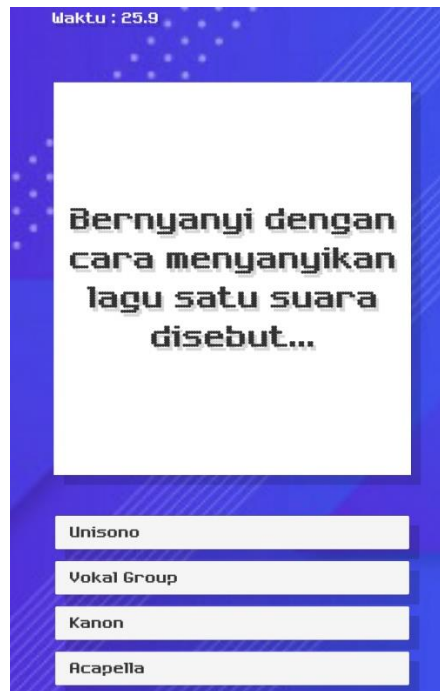 Waktu : 25.9
Bernyanyi dengan
cara menyanyikan
lagu satu suara
disebut...
Unisono
Vokal Group
Kanon
Acapella